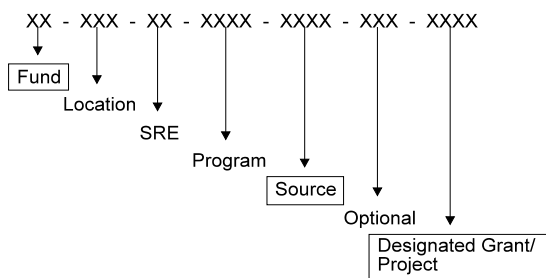 XX - XXX - XX - XXXX - XXXX - XXX - XXXX
Fund
Location
SRE
Program
Source
Optional
Designated Grant/
Project